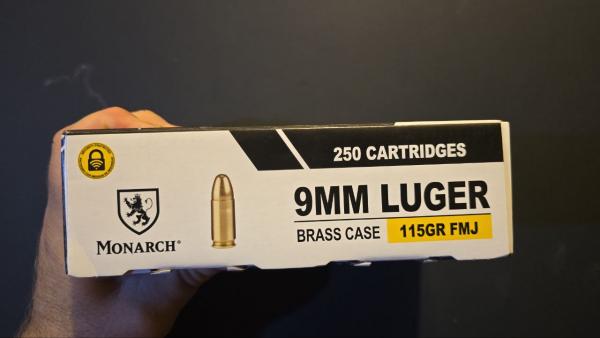 250 CARTRIDGES
9MM LUGER
BRASS CASE 115GR FMJ
MONARCH®